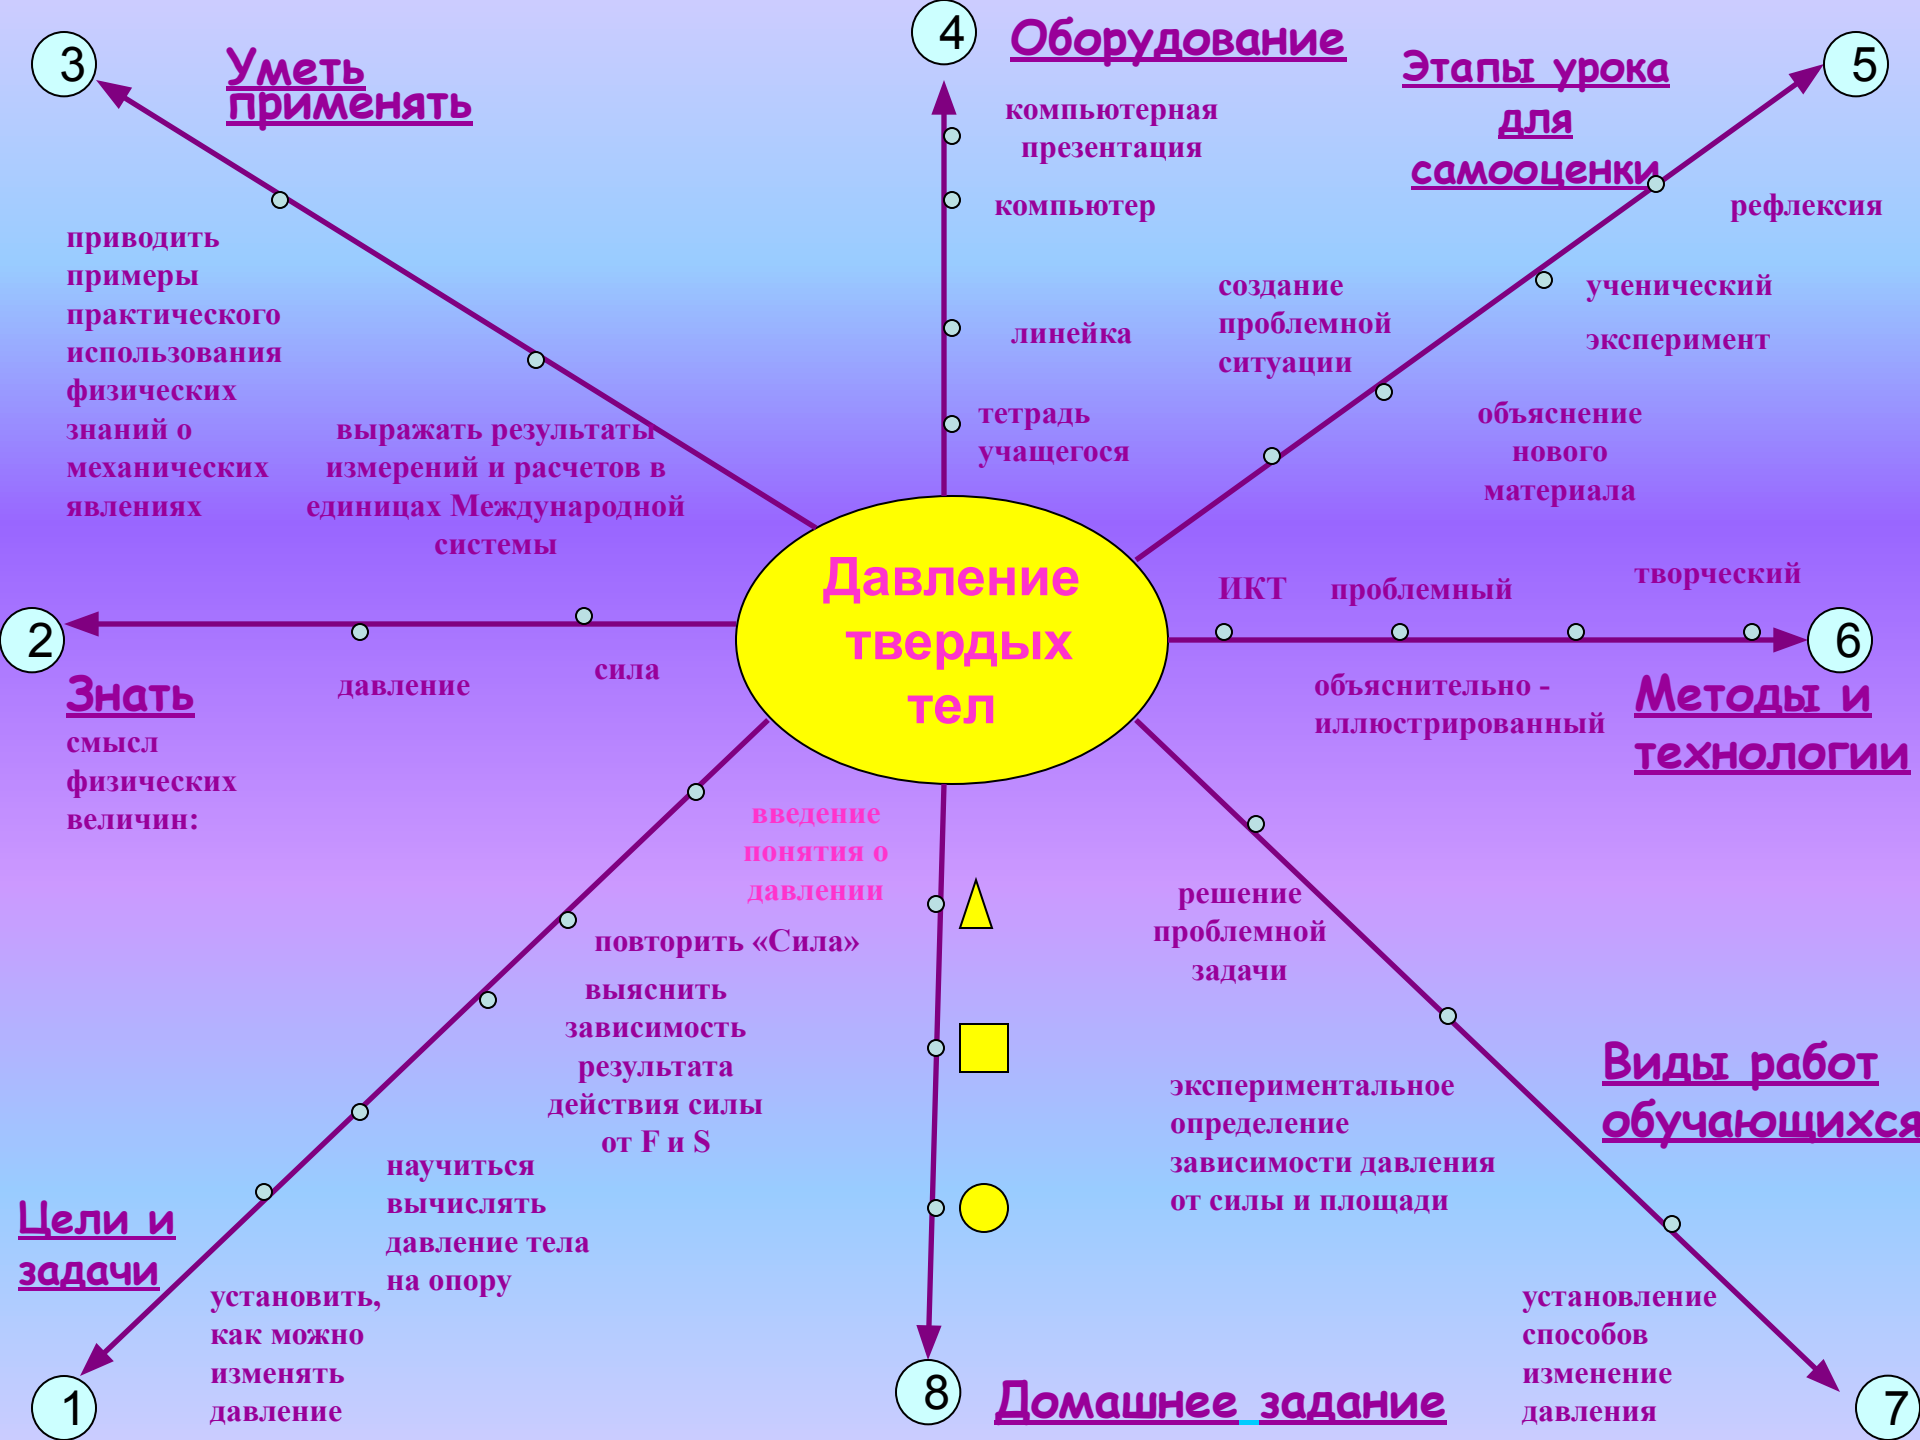 3
Уметь
применять
приводить
примеры
практического
использования
физических
знаний о
механических
явлениях
выражать результаты
измерений и расчетов в
единицах Международной
системы
4
Оборудование
компьютерная
презентация
компьютер
линейка
тетрадь
учащегося
5
Этапы урока
для
самооценки
рефлексия
ученический
эксперимент
создание
проблемной
ситуации
объяснение
нового
материала
Давление
твердых
тел
2
Знать
смысл
физических
величин:
давление
сила
ИКТ
проблемный
творческий
объяснительно -
иллюстрированный
6
Методы и
технологии
введение
понятия о
давлении
повторить «Сила»
выяснить
зависимость
результата
действия силы
от F и S
научиться
вычислять
давление тела
на опору
установить,
как можно
изменять
давление
Цели и
задачи
1
8
Домашнее задание
решение
проблемной
задачи
экспериментальное
определение
зависимости давления
от силы и площади
установление
способов
изменение
давления
Виды работ
обучающихся
7